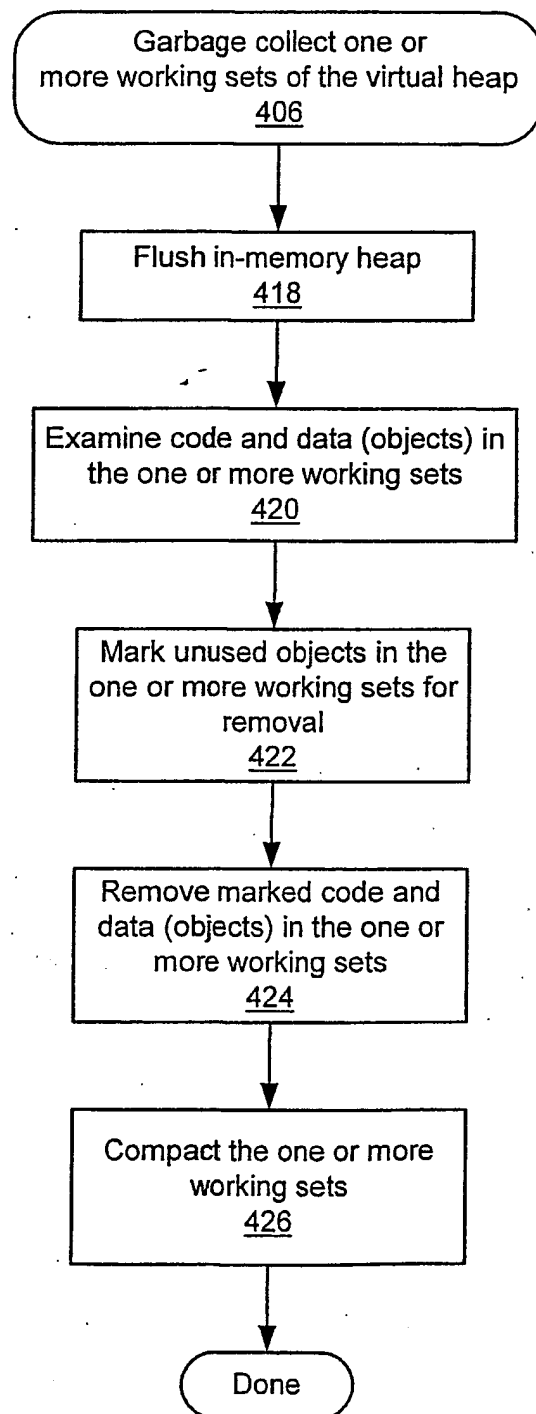 Garbage collect one or
more working sets of the virtual heap
406
Flush in-memory heap
418
Examine code and data (objects) in
the one or more working sets
420
Mark unused objects in the
one or more working sets for
removal
422
Remove marked code and
data (objects) in the one or
more working sets
424
Compact the one or more
working sets
426
Done